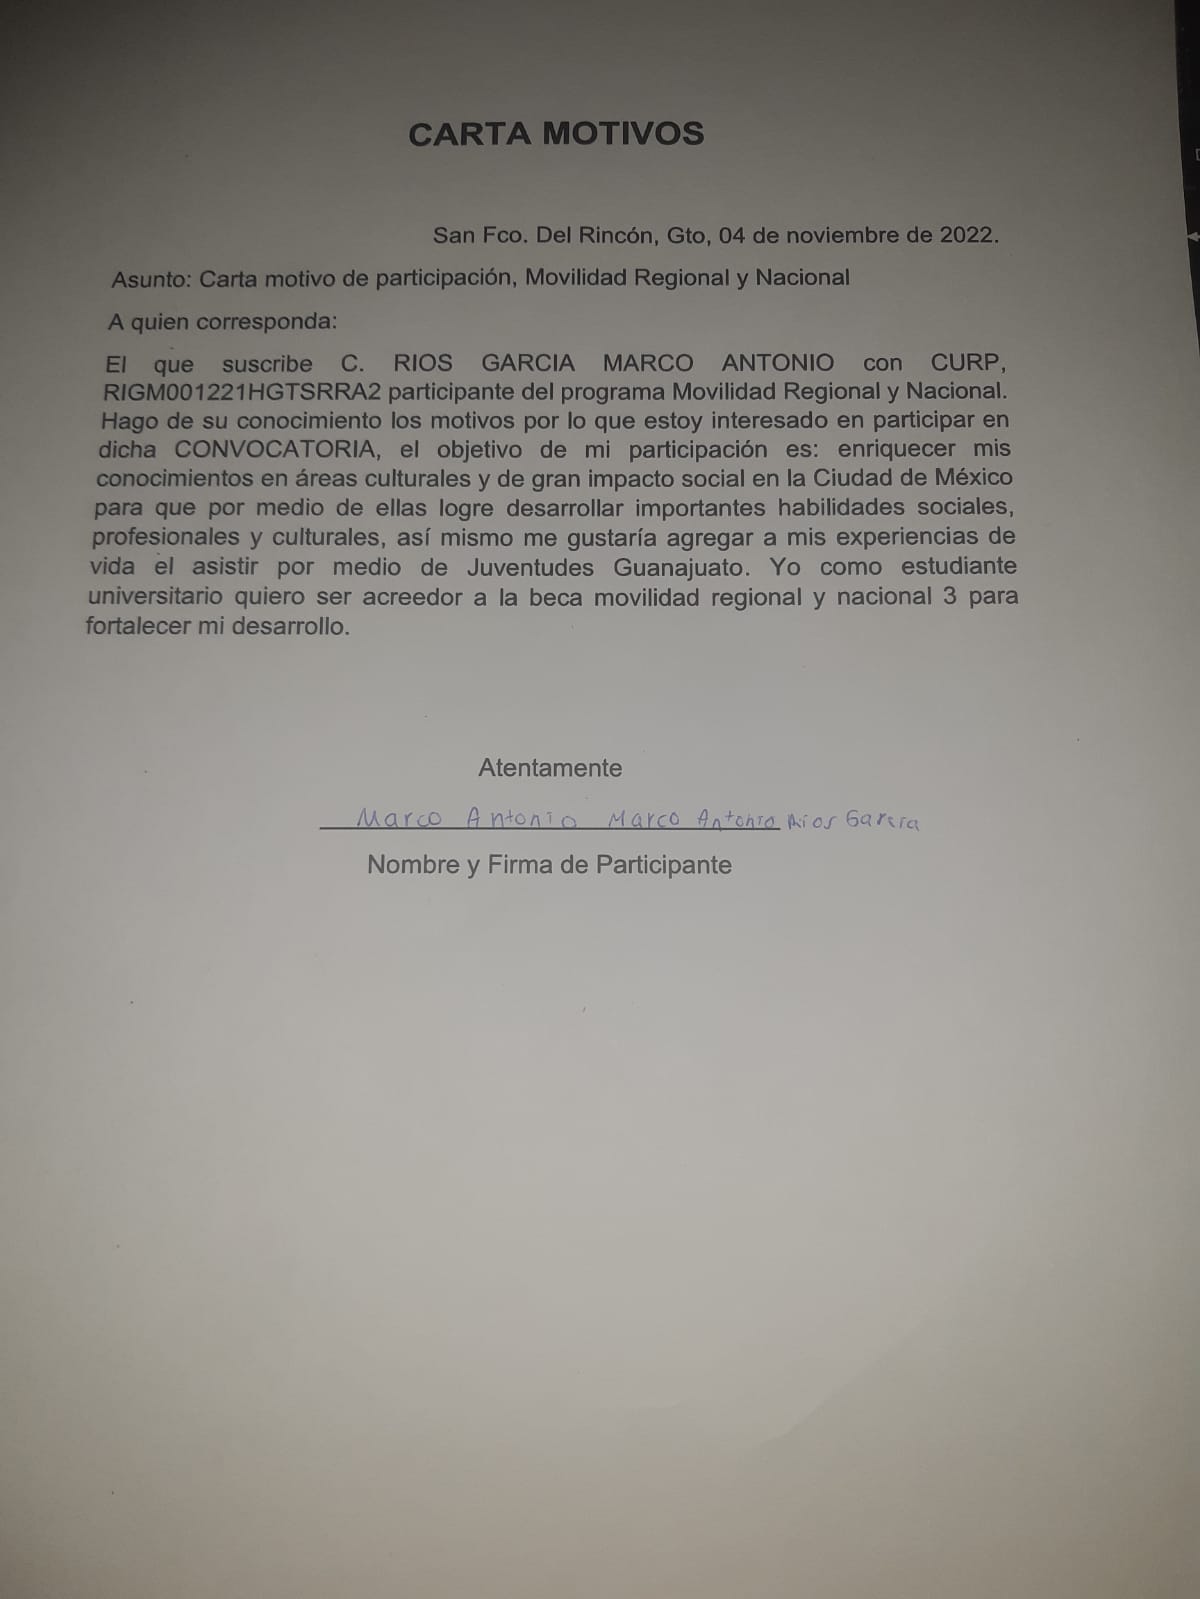 CARTA MOTIVOS
San Fco. Del Rincón, Gto, 04 de noviembre de 2022.
Asunto: Carta motivo de participación, Movilidad Regional y Nacional
A quien corresponda:
El que suscribe C. RIOS GARCIA MARCO ANTONIO con CURP,
RIGM001221HGTSRRA2 participante del programa Movilidad Regional y Nacional.
Hago de su conocimiento los motivos por lo que estoy interesado en participar en
dicha CONVOCATORIA, el objetivo de mi participación es: enriquecer mis
conocimientos en áreas culturales y de gran impacto social en la Ciudad de México
para que por medio de ellas logre desarrollar importantes habilidades sociales,
profesionales y culturales, así mismo me gustaría agregar a mis experiencias de
vida el asistir por medio de Juventudes Guanajuato. Yo como estudiante
universitario quiero ser acreedor a la beca movilidad regional y nacional 3 para
fortalecer mi desarrollo.
Atentamente
Marco Antonio Marco Antonio Rios Garcia
Nombre y Firma de Participante